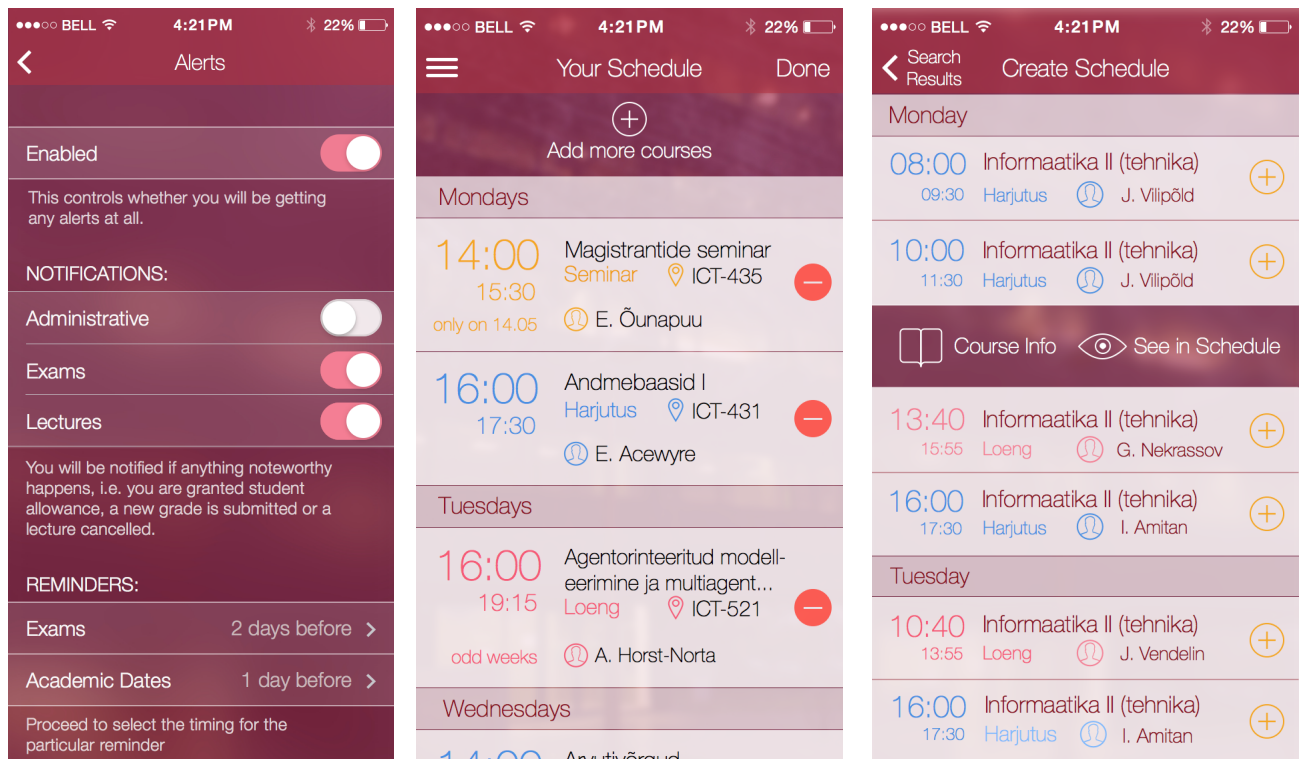 BELL 4:21PM 22%
Alerts
Enabled
This controls whether you will be getting
any alerts at all.
NOTIFICATIONS:
Administrative
Exams
Lectures
You will be notified if anything noteworthy
happens, i.e. you are granted student
allowance, a new grade is submitted or a
lecture cancelled.
REMINDERS:
Exams 2 days before >
Academic Dates 1 day before >
Proceed to select the timing for the
particular reminder
BELL 4:21PM 22%
Your Schedule Done
Add more courses
Mondays
14:00 Magistrantide seminar
Seminar ICT-435
15:30
only on 14.05 E. Õunapuu
16:00 Andmebaasid I
Harjutus ICT-431
17:30
E. Acewyre
Tuesdays
16:00 Agentorinteeritud modell-
eerimine ja multiagent...
19:15 Loeng ICT-521
odd weeks A. Horst-Norta
Wednesdays
14:00 Arvutivõrgud
BELL 4:21PM 22%
Search
Results
Create Schedule
Monday
08:00 Informaatika II (tehnika)
09:30 Harjutus J. Vilipõld
10:00 Informaatika II (tehnika)
11:30 Harjutus J. Vilipõld
Course Info See in Schedule
13:40 Informaatika II (tehnika)
15:55 Loeng G. Nekrassov
16:00 Informaatika II (tehnika)
17:30 Harjutus I. Amitan
Tuesday
10:40 Informaatika II (tehnika)
13:55 Loeng J. Vendelin
16:00 Informaatika II (tehnika)
17:30 Harjutus I. Amitan